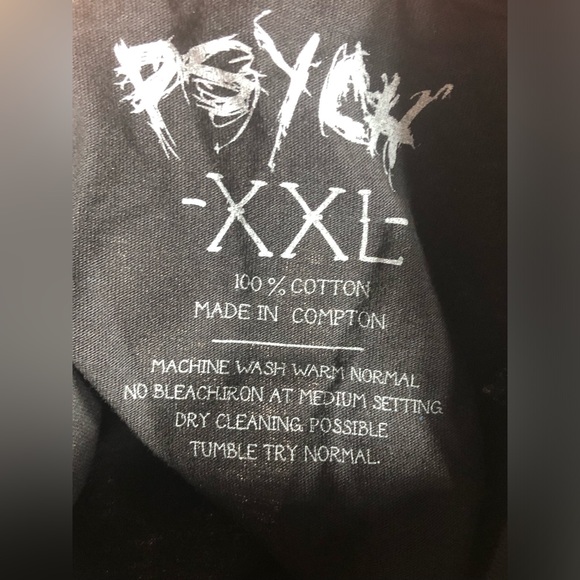 PSYCH
-XXL-
100% COTTON
MADE IN COMPTON
MACHINE WASH WARM NORMAL
NO BLEACH.IRON AT MEDIUM SETTING
DRY CLEANING POSSIBLE
TUMBLE TRY NORMAL.